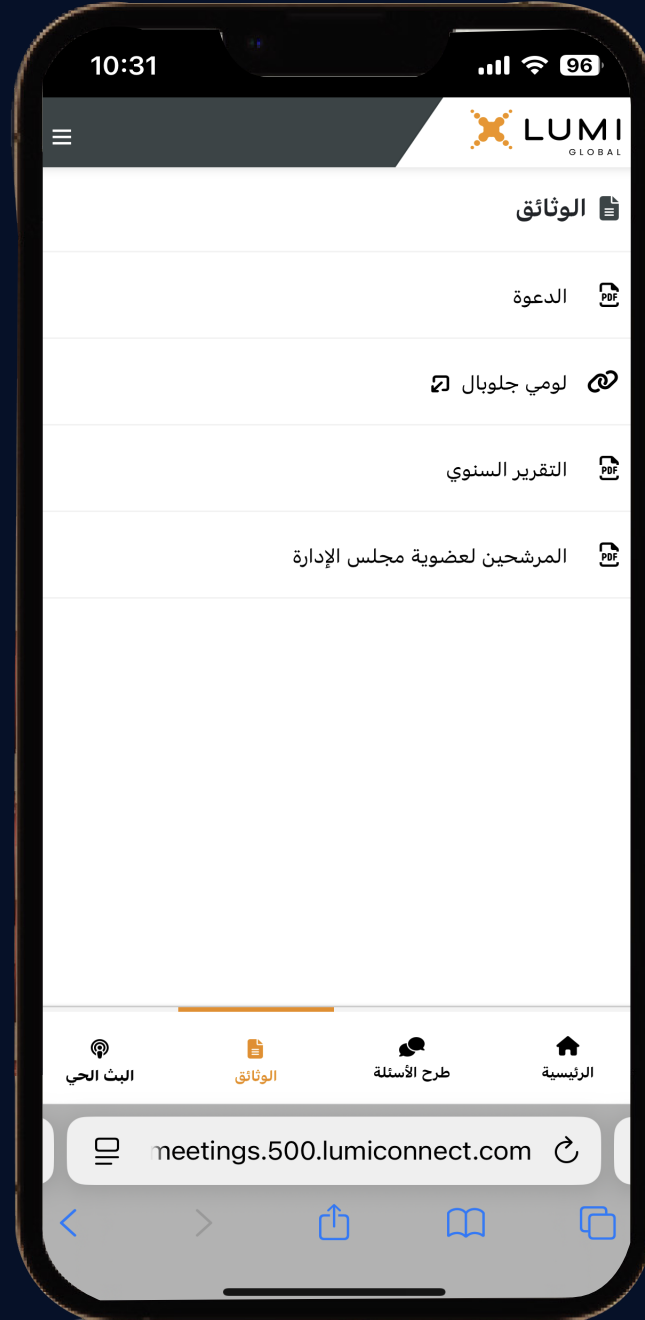 10:31
96
LUMI
GLOBAL
الوثائق
PDF الدعوة
لومي جلوبال
PDF التقرير السنوي
PDF المرشحين لعضوية مجلس الإدارة
الرئيسية
طرح الأسئلة
الوثائق
البث الحي
meetings.500.lumiconnect.com